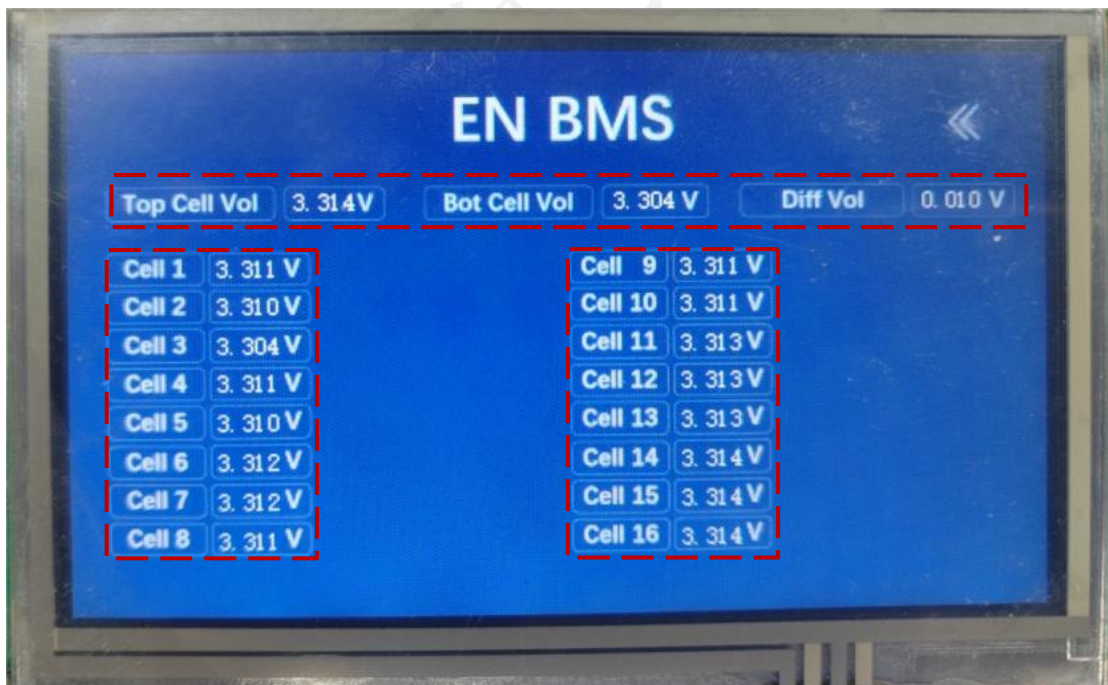 EN BMS
Top Cell Vol 3.314V Bot Cell Vol 3.304 V Diff Vol 0.010 V
Cell 1 3.311 V
Cell 2 3.310 V
Cell 3 3.304 V
Cell 4 3.311 V
Cell 5 3.310 V
Cell 6 3.312 V
Cell 7 3.312 V
Cell 8 3.311 V
Cell 9 3.311 V
Cell 10 3.311 V
Cell 11 3.313 V
Cell 12 3.313 V
Cell 13 3.313 V
Cell 14 3.314 V
Cell 15 3.314 V
Cell 16 3.314 V